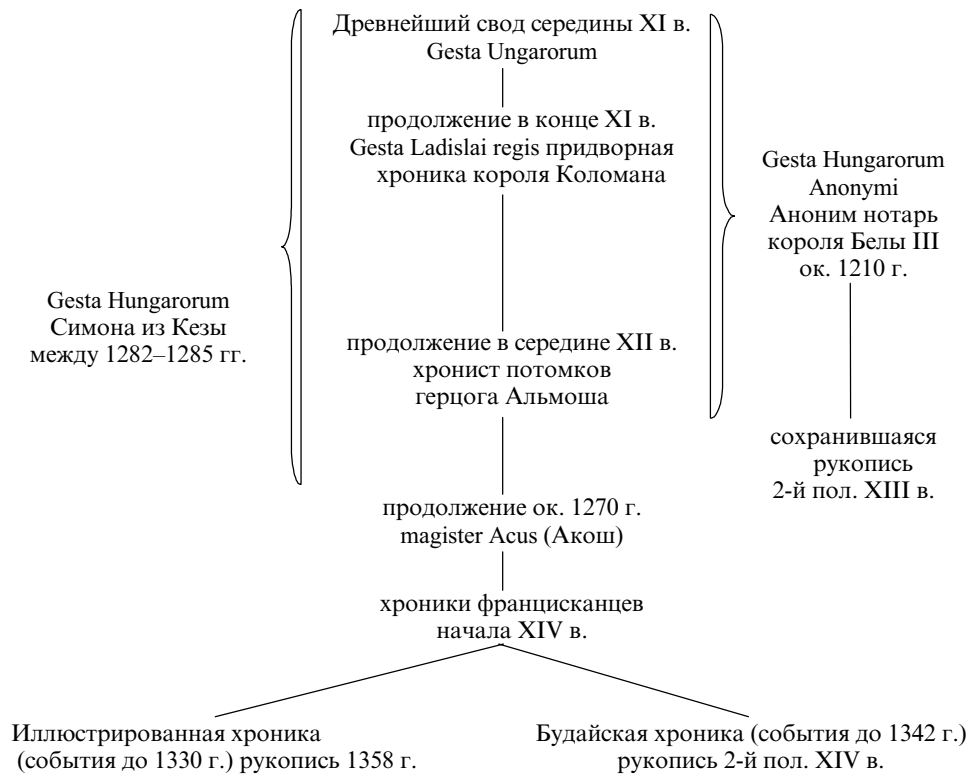 Древнейший свод середины XI в.
Gesta Ungarorum
продолжение в конце XI в.
Gesta Ladislai regis придворная
хроника короля Коломана
Gesta Hungarorum
Anonymi
Аноним нотарь
короля Белы III
ок. 1210 г.
Gesta Hungarorum
Симона из Кезы
между 1282–1285 гг.
продолжение в середине XII в.
хронист потомков
герцога Альмоша
сохранившаяся
рукопись
2-й пол. XIII в.
продолжение ок. 1270 г.
magister Acus (Акош)
хроники францисканцев
начала XIV в.
Иллюстрированная хроника
(события до 1330 г.) рукопись 1358 г.
Будайская хроника (события до 1342 г.)
рукопись 2-й пол. XIV в.